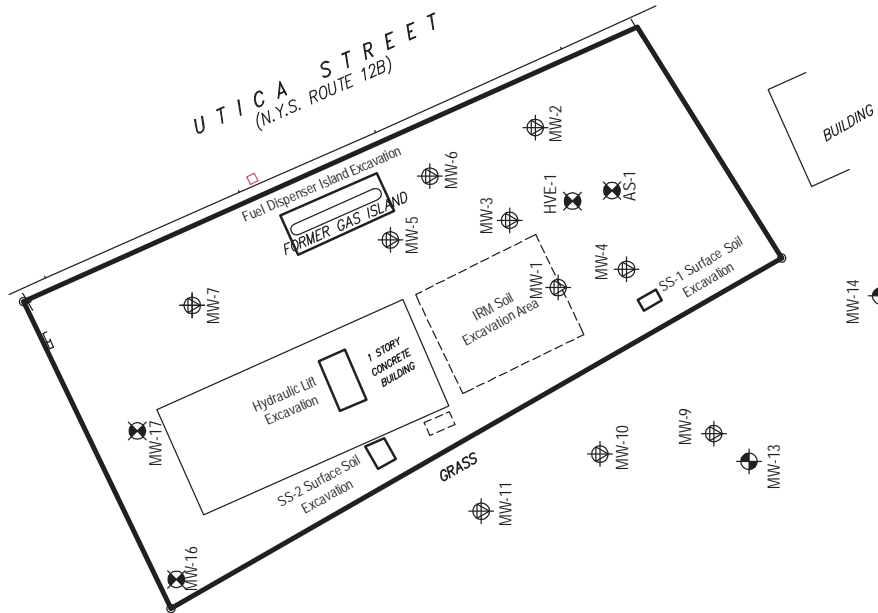 UTICA STREET
(N.Y.S. ROUTE 12B)
BUILDING
MW-2
Fuel Dispenser Island Excavation
MW-6
HVE-1
AS-1
FORMER GAS ISLAND
MW-3
MW-5
MW-4
SS-1 Surface Soil
Excavation
MW-1
MW-14
MW-7
IRM Soil
Excavation Area
1 STORY
CONCRETE
BUILDING
Hydraulic Lift
Excavation
MW-17
SS-2 Surface Soil
Excavation
GRASS
MW-9
MW-10
MW-13
MW-11
MW-16